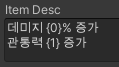 Item Desc
데미지 {0}% 증가
관통력 {1} 증가